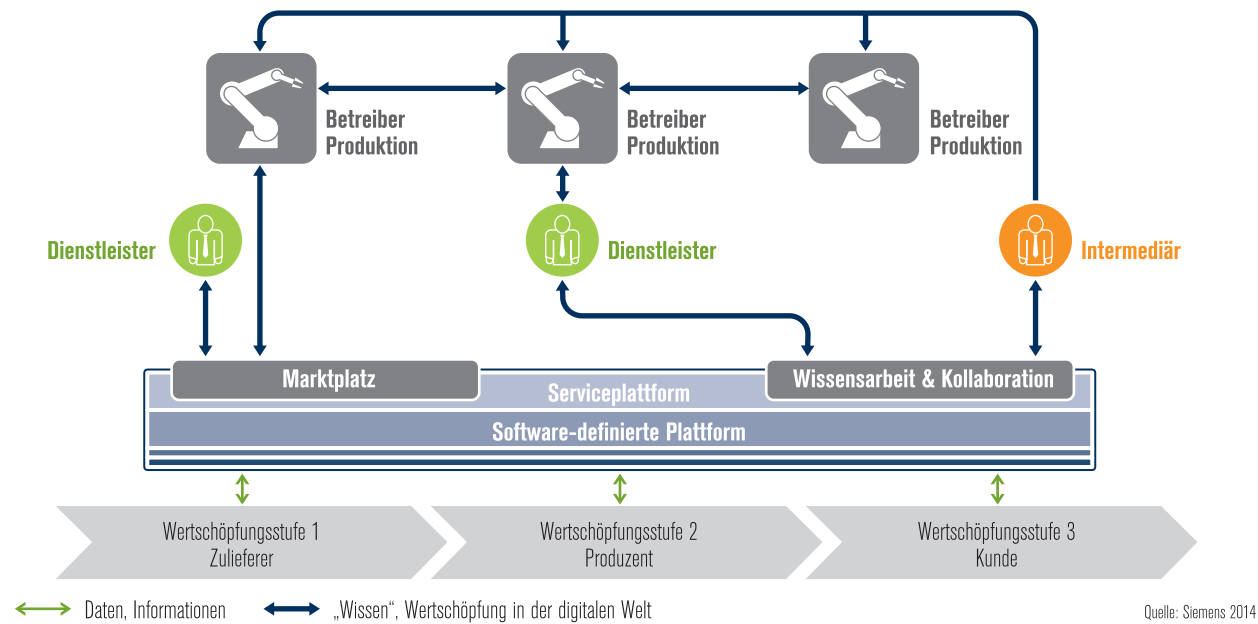 Betreiber
Produktion
Betreiber
Produktion
Betreiber
Produktion
Dienstleister
Dienstleister
Intermediär
Marktplatz
Wissensarbeit & Kollaboration
Serviceplattform
Software-definierte Plattform
Wertschöpfungsstufe 1
Zulieferer
Wertschöpfungsstufe 2
Produzent
Wertschöpfungsstufe 3
Kunde
Daten, Informationen
„Wissen“, Wertschöpfung in der digitalen Welt
Quelle: Siemens 2014